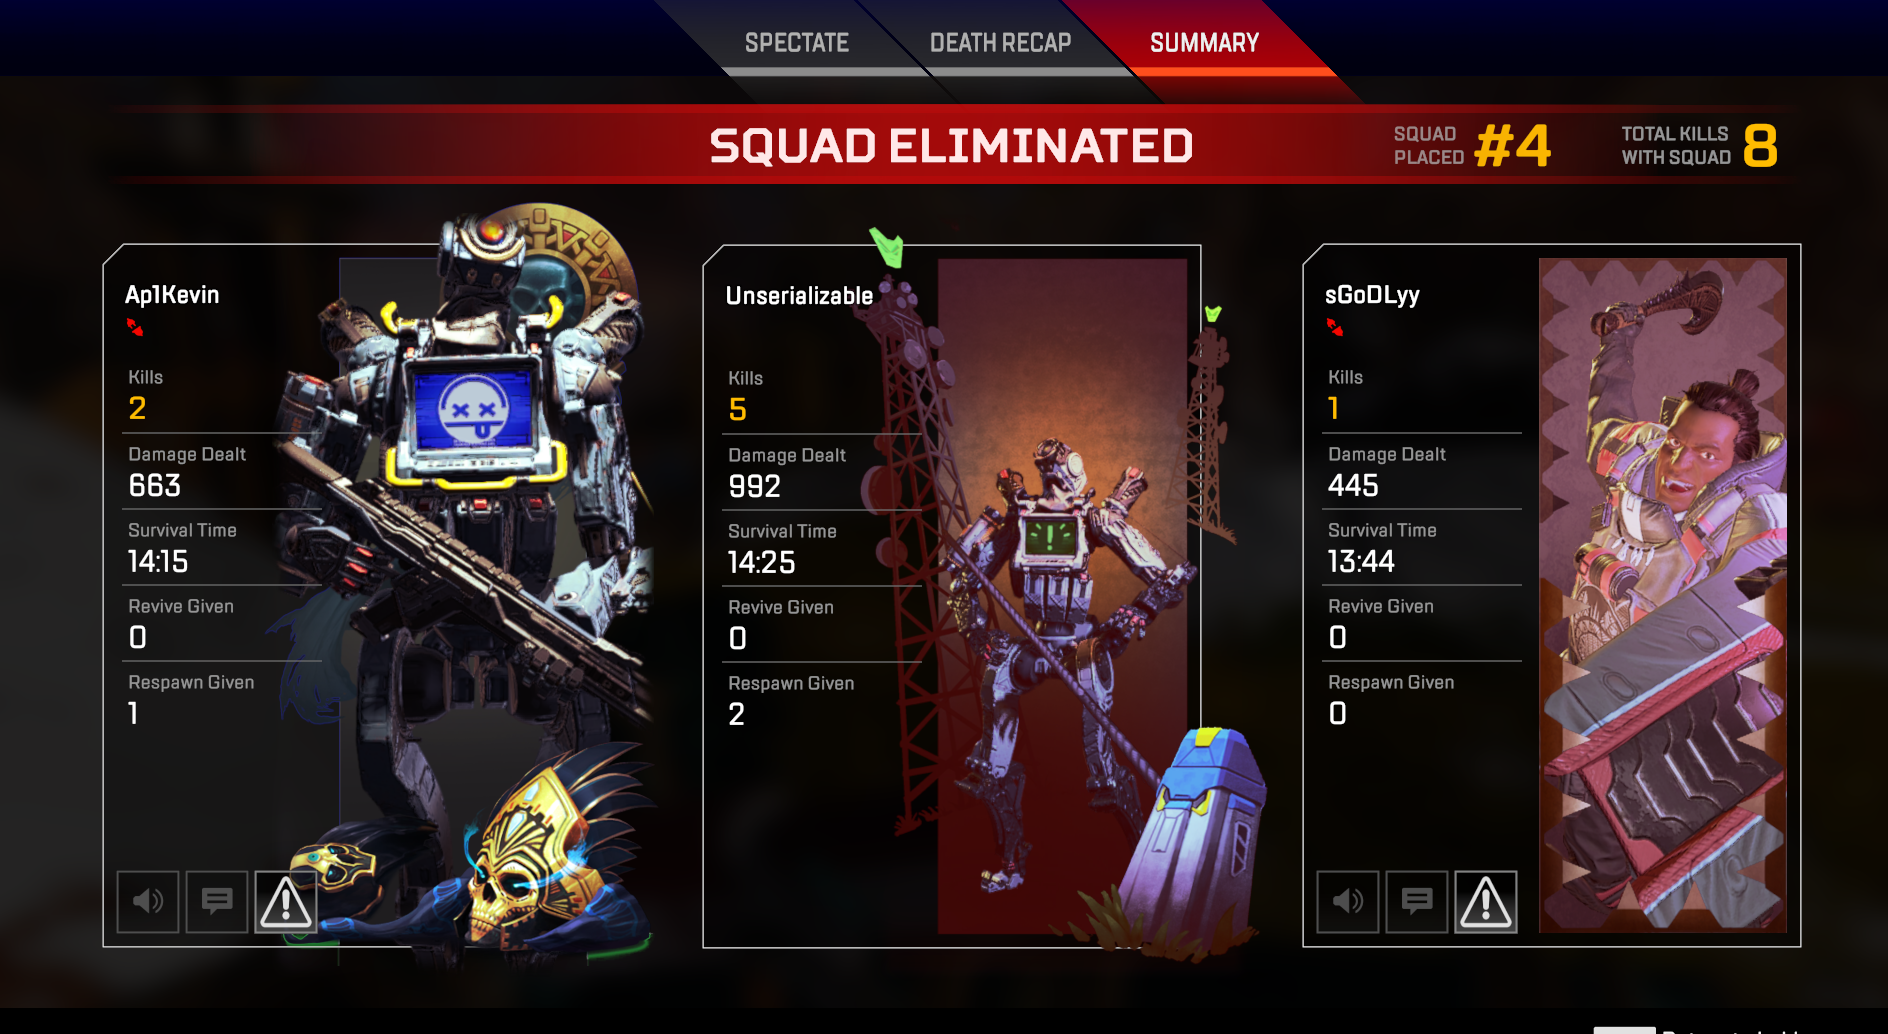 SPECTATE
DEATH RECAP
SUMMARY
SQUAD ELIMINATED
SQUAD PLACED #4
TOTAL KILLS WITH SQUAD 8
Ap1Kevin
Kills
2
Damage Dealt
663
Survival Time
14:15
Revive Given
0
Respawn Given
1
Unserializable
Kills
5
Damage Dealt
992
Survival Time
14:25
Revive Given
0
Respawn Given
2
sGoDLyy
Kills
1
Damage Dealt
445
Survival Time
13:44
Revive Given
0
Respawn Given
0